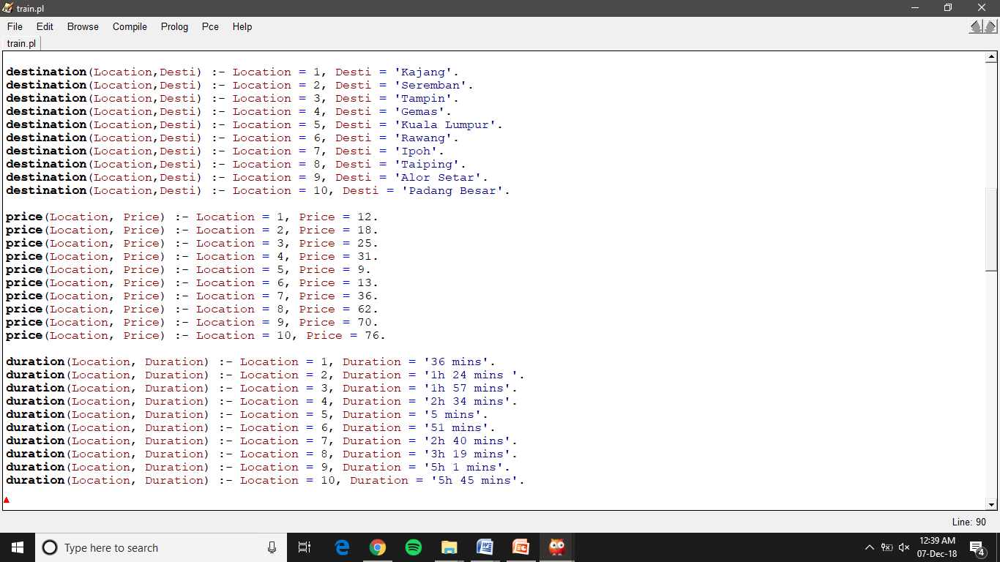 train.pl
File Edit Browse Compile Prolog Pce Help
train.pl
destination(Location,Desti) :- Location = 1, Desti = 'Kajang'.
destination(Location,Desti) :- Location = 2, Desti = 'Seremban'.
destination(Location,Desti) :- Location = 3, Desti = 'Tampin'.
destination(Location,Desti) :- Location = 4, Desti = 'Gemas'.
destination(Location,Desti) :- Location = 5, Desti = 'Kuala Lumpur'.
destination(Location,Desti) :- Location = 6, Desti = 'Rawang'.
destination(Location,Desti) :- Location = 7, Desti = 'Ipoh'.
destination(Location,Desti) :- Location = 8, Desti = 'Taiping'.
destination(Location,Desti) :- Location = 9, Desti = 'Alor Setar'.
destination(Location,Desti) :- Location = 10, Desti = 'Padang Besar'.
price(Location, Price) :- Location = 1, Price = 12.
price(Location, Price) :- Location = 2, Price = 18.
price(Location, Price) :- Location = 3, Price = 25.
price(Location, Price) :- Location = 4, Price = 31.
price(Location, Price) :- Location = 5, Price = 9.
price(Location, Price) :- Location = 6, Price = 13.
price(Location, Price) :- Location = 7, Price = 36.
price(Location, Price) :- Location = 8, Price = 62.
price(Location, Price) :- Location = 9, Price = 70.
price(Location, Price) :- Location = 10, Price = 76.
duration(Location, Duration) :- Location = 1, Duration = '36 mins'.
duration(Location, Duration) :- Location = 2, Duration = '1h 24 mins '.
duration(Location, Duration) :- Location = 3, Duration = '1h 57 mins'.
duration(Location, Duration) :- Location = 4, Duration = '2h 34 mins'.
duration(Location, Duration) :- Location = 5, Duration = '5 mins'.
duration(Location, Duration) :- Location = 6, Duration = '51 mins'.
duration(Location, Duration) :- Location = 7, Duration = '2h 40 mins'.
duration(Location, Duration) :- Location = 8, Duration = '3h 19 mins'.
duration(Location, Duration) :- Location = 9, Duration = '5h 1 mins'.
duration(Location, Duration) :- Location = 10, Duration = '5h 45 mins'.
Line: 90
Type here to search
12:39 AM
07-Dec-18
4